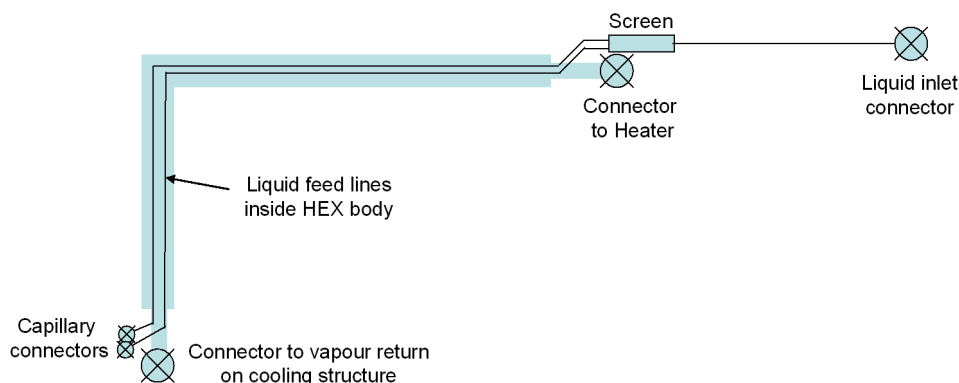 Screen
Liquid inlet
connector
Connector
to Heater
Liquid feed lines
inside HEX body
Capillary
connectors
Connector to vapour return
on cooling structure